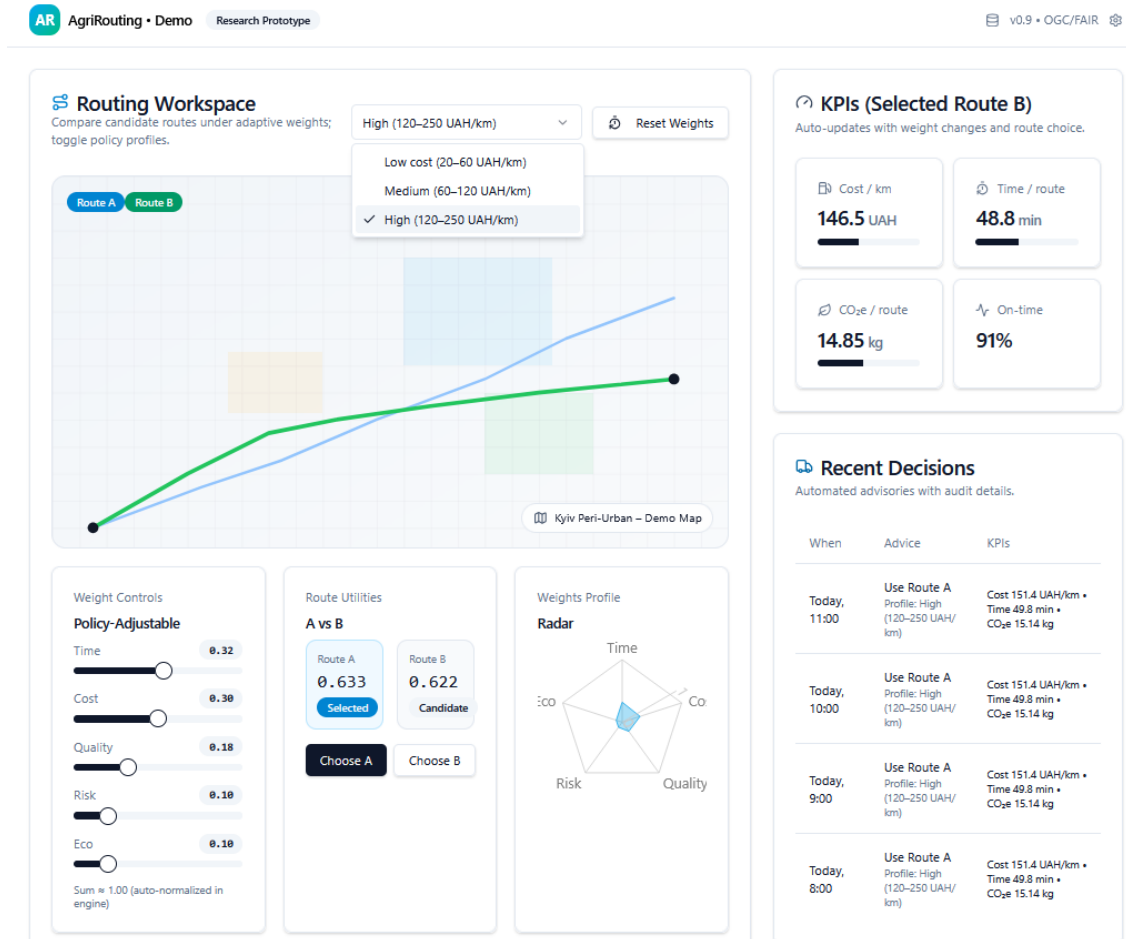 AR AgriRouting • Demo Research Prototype
v0.9 • OGC/FAIR
Routing Workspace
Compare candidate routes under adaptive weights;
toggle policy profiles.
High (120–250 UAH/km)
Reset Weights
Low cost (20–60 UAH/km)
Medium (60–120 UAH/km)
High (120–250 UAH/km)
Route A Route B
Kyiv Peri-Urban – Demo Map
Weight Controls
Policy-Adjustable
Time 0.32
Cost 0.30
Quality 0.18
Risk 0.10
Eco 0.10
Sum ≈ 1.00 (auto-normalized in
engine)
Route Utilities
A vs B
Route A Route B
0.633 0.622
Selected Candidate
Choose A Choose B
Weights Profile
Radar
Time
Eco Co
Risk Quality
KPIs (Selected Route B)
Auto-updates with weight changes and route choice.
Cost / km
146.5 UAH
Time / route
48.8 min
CO₂e / route
14.85 kg
On-time
91%
Recent Decisions
Automated advisories with audit details.
When Advice KPIs
Today,
11:00
Use Route A
Profile: High
(120–250 UAH/
km)
Cost 151.4 UAH/km •
Time 49.8 min •
CO₂e 15.14 kg
Today,
10:00
Use Route A
Profile: High
(120–250 UAH/
km)
Cost 151.4 UAH/km •
Time 49.8 min •
CO₂e 15.14 kg
Today,
9:00
Use Route A
Profile: High
(120–250 UAH/
km)
Cost 151.4 UAH/km •
Time 49.8 min •
CO₂e 15.14 kg
Today,
8:00
Use Route A
Profile: High
(120–250 UAH/
km)
Cost 151.4 UAH/km •
Time 49.8 min •
CO₂e 15.14 kg